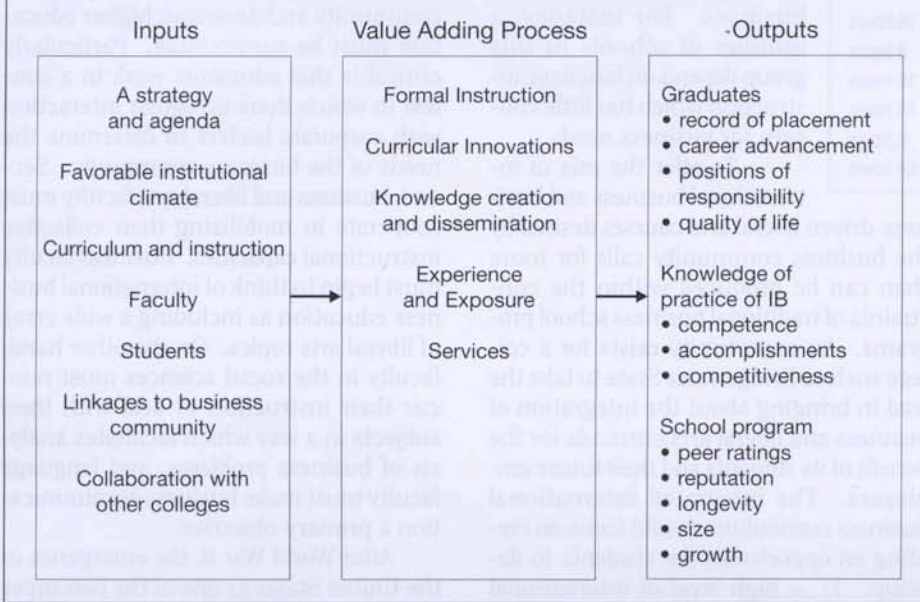 Inputs
A strategy
and agenda
Favorable institutional
climate
Curriculum and instruction
Faculty
Students
Linkages to business
community
Collaboration with
other colleges
Value Adding Process
Formal Instruction
Curricular Innovations
Knowledge creation
and dissemination
Experience
and Exposure
Services
Outputs
Graduates
• record of placement
• career advancement
• positions of
responsibility
• quality of life
Knowledge of
practice of IB
• competence
• accomplishments
• competitiveness
School program
• peer ratings
• reputation
• longevity
• size
• growth